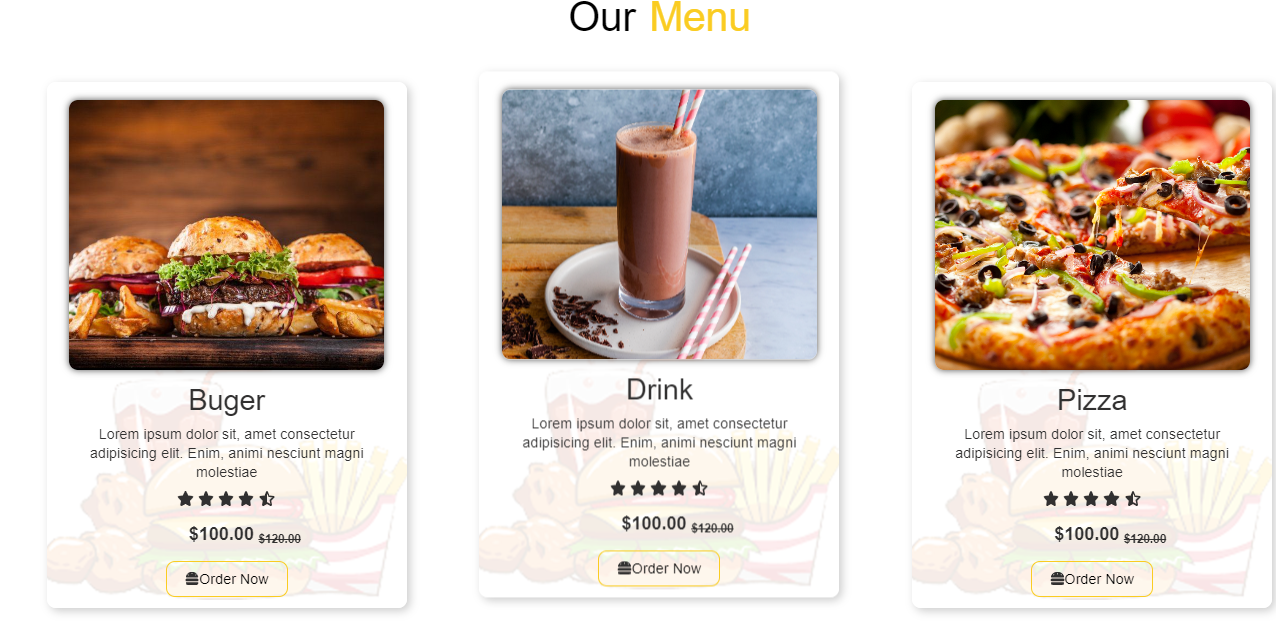 Our Menu
Buger
Lorem ipsum dolor sit, amet consectetur
adipisicing elit. Enim, animi nesciunt magni
molestiae
$100.00 $120.00
Order Now
Drink
Lorem ipsum dolor sit, amet consectetur
adipisicing elit. Enim, animi nesciunt magni
molestiae
$100.00 $120.00
Order Now
Pizza
Lorem ipsum dolor sit, amet consectetur
adipisicing elit. Enim, animi nesciunt magni
molestiae
$100.00 $120.00
Order Now